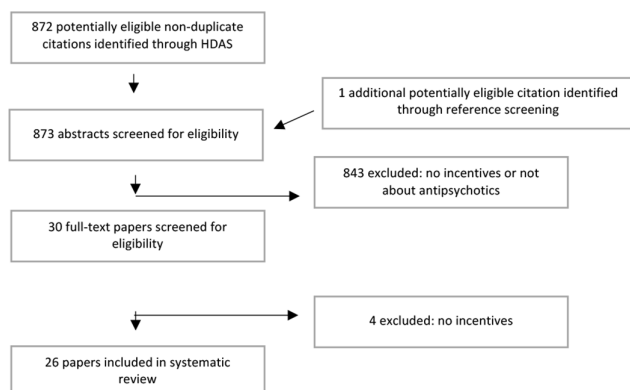 872 potentially eligible non-duplicate
citations identified through HDAS
1 additional potentially eligible citation identified
through reference screening
873 abstracts screened for eligibility
843 excluded: no incentives or not
about antipsychotics
30 full-text papers screened for
eligibility
4 excluded: no incentives
26 papers included in systematic
review